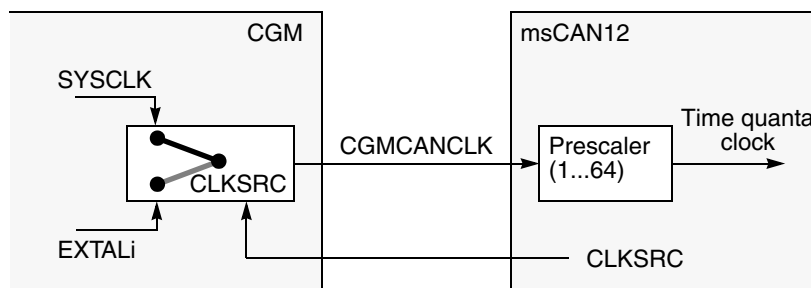 CGM
msCAN12
SYSCLK
CGMCANCLK
Prescaler
(1...64)
Time quanta
clock
CLKSRC
EXTALi
CLKSRC